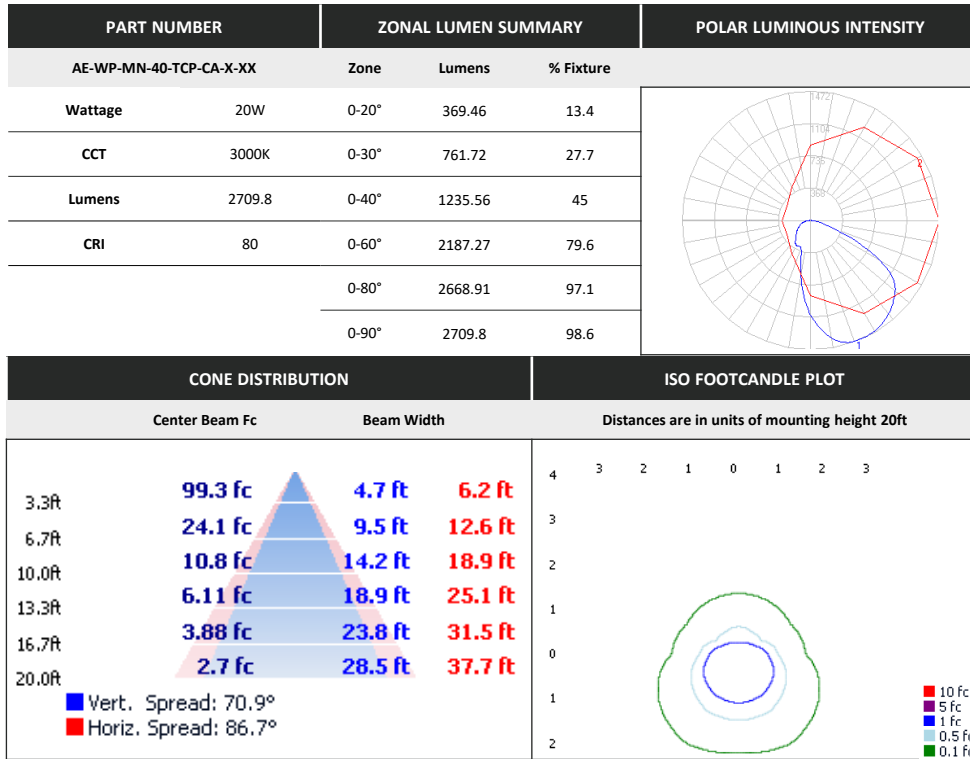 PART NUMBER
ZONAL LUMEN SUMMARY
POLAR LUMINOUS INTENSITY
AE-WP-MN-40-TCP-CA-X-XX
Zone Lumens % Fixture
Wattage 20W
0-20° 369.46 13.4
CCT 3000K
0-30° 761.72 27.7
Lumens 2709.8
0-40° 1235.56 45
CRI 80
0-60° 2187.27 79.6
0-80° 2668.91 97.1
0-90° 2709.8 98.6
1472
1104
736
368
2
1
CONE DISTRIBUTION
Center Beam Fc Beam Width
3.3ft 99.3 fc 4.7 ft 6.2 ft
6.7ft 24.1 fc 9.5 ft 12.6 ft
10.0ft 10.8 fc 14.2 ft 18.9 ft
13.3ft 6.11 fc 18.9 ft 25.1 ft
16.7ft 3.88 fc 23.8 ft 31.5 ft
20.0ft 2.7 fc 28.5 ft 37.7 ft
Vert. Spread: 70.9°
Horiz. Spread: 86.7°
ISO FOOTCANDLE PLOT
Distances are in units of mounting height 20ft
3 2 1 0 1 2 3
4
3
2
1
0
1
2
10 fc
5 fc
1 fc
0.5 fc
0.1 fc